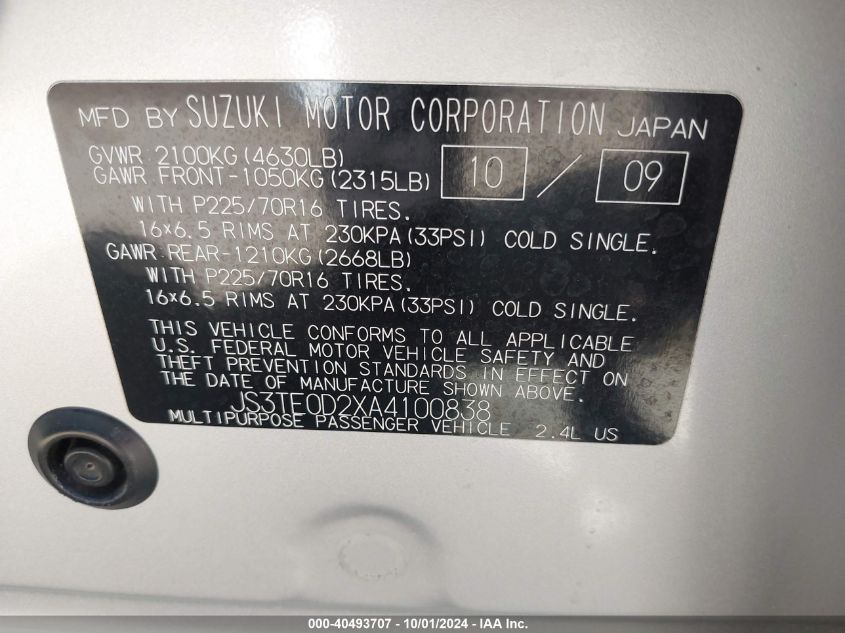 MFD BY SUZUKI MOTOR CORPORATION JAPAN
GVWR 2100KG (4630LB)
GAWR FRONT-1050KG (2315LB)
10 / 09
WITH P225/70R16 TIRES.
16×6.5 RIMS AT 230KPA (33PSI) COLD SINGLE.
GAWR REAR-1210KG (2668LB)
WITH P225/70R16 TIRES.
16×6.5 RIMS AT 230KPA (33PSI) COLD SINGLE.
THIS VEHICLE CONFORMS TO ALL APPLICABLE
U.S. FEDERAL MOTOR VEHICLE SAFETY AND
THEFT PREVENTION STANDARDS IN EFFECT ON
THE DATE OF MANUFACTURE SHOWN ABOVE.
JS3TE0D2XA4100838
MULTIPURPOSE PASSENGER VEHICLE 2.4L US
000-40493707 - 10/01/2024 - IAA Inc.